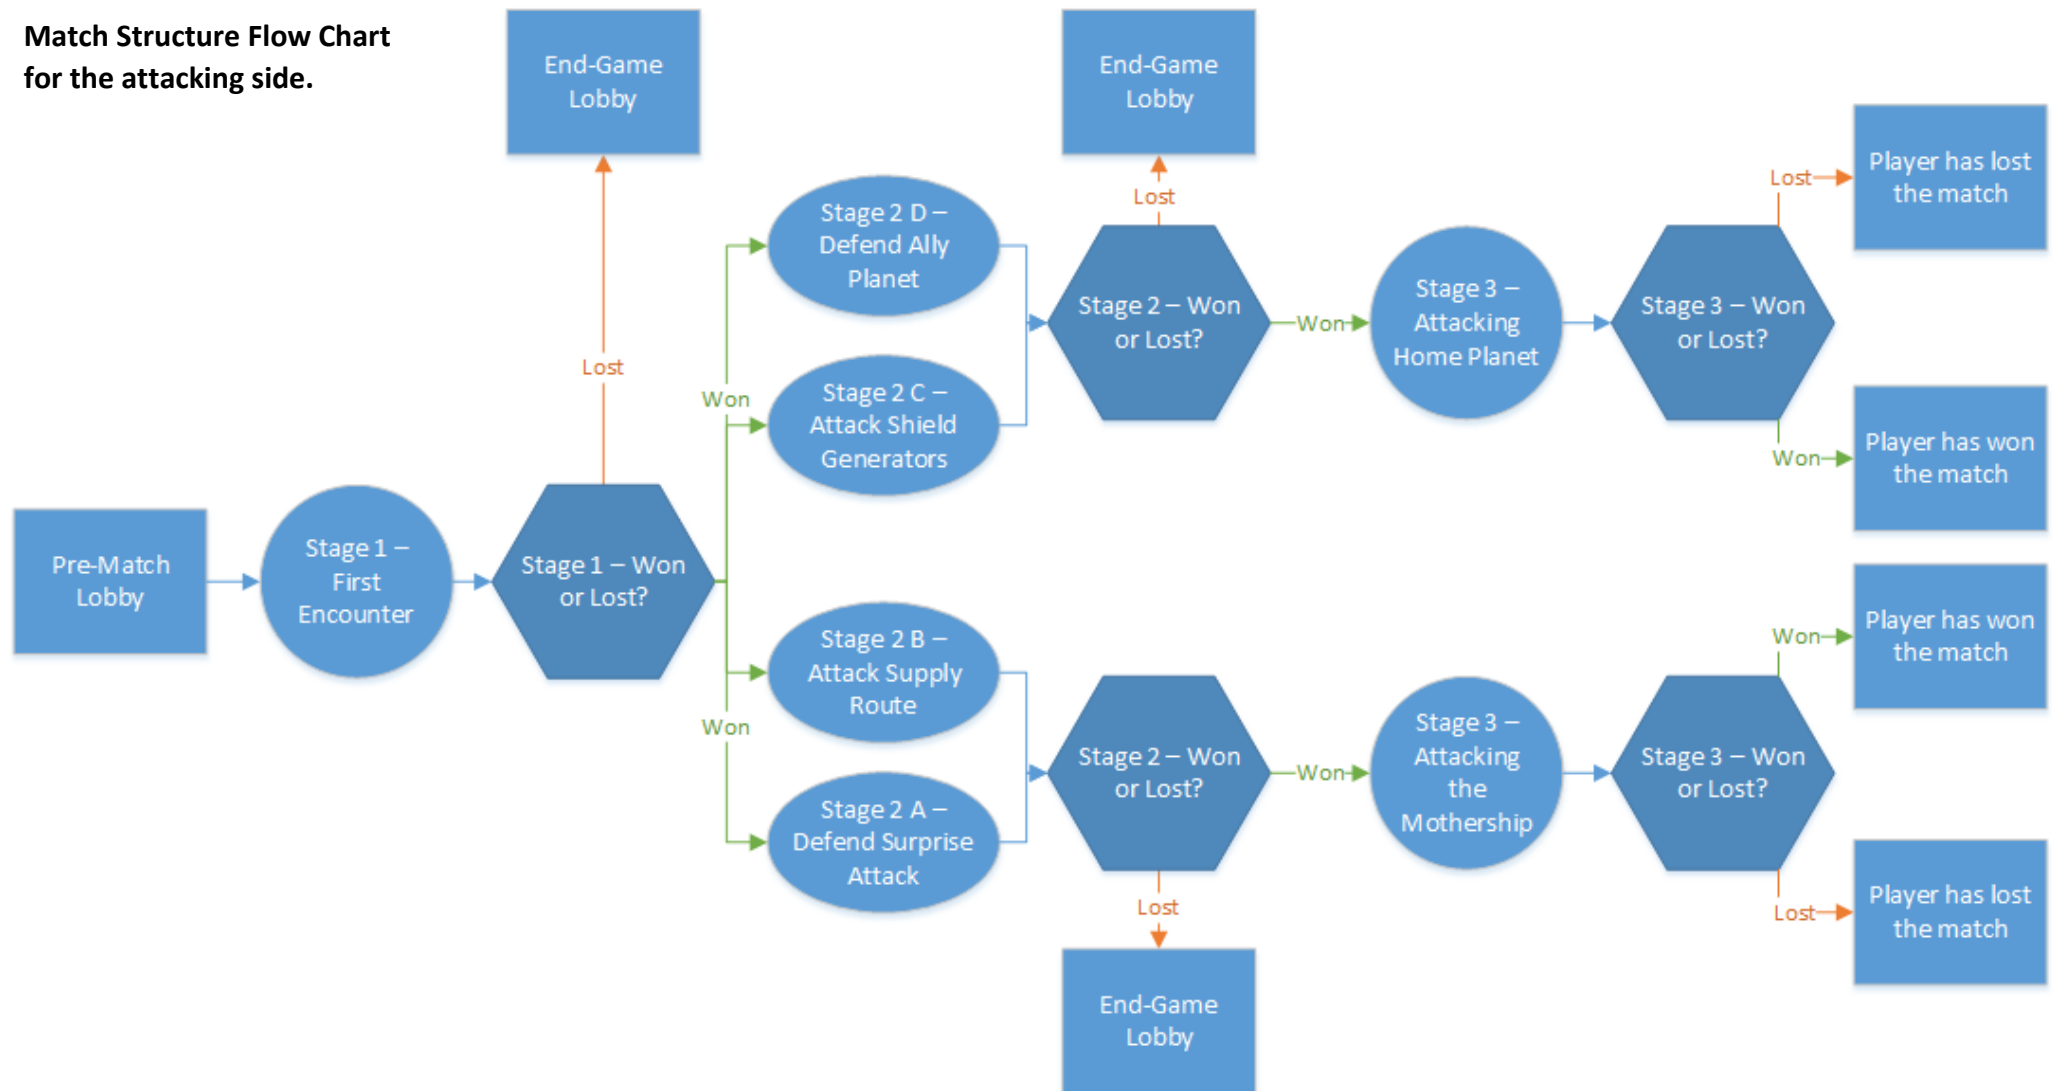 Match Structure Flow Chart
for the attacking side.
End-Game
Lobby
End-Game
Lobby
Player has lost
the match
Lost
Lost
Stage 2 D –
Defend Ally
Planet
Stage 2 – Won
or Lost?
Won
Stage 3 –
Attacking
Home Planet
Stage 3 – Won
or Lost?
Lost
Won
Stage 2 C –
Attack Shield
Generators
Won
Player has won
the match
Pre-Match
Lobby
Stage 1 –
First
Encounter
Stage 1 – Won
or Lost?
Player has won
the match
Won
Stage 2 B –
Attack Supply
Route
Won
Stage 2 – Won
or Lost?
Won
Stage 3 –
Attacking
the
Mothership
Stage 3 – Won
or Lost?
Stage 2 A –
Defend Surprise
Attack
Lost
Lost
Player has lost
the match
End-Game
Lobby